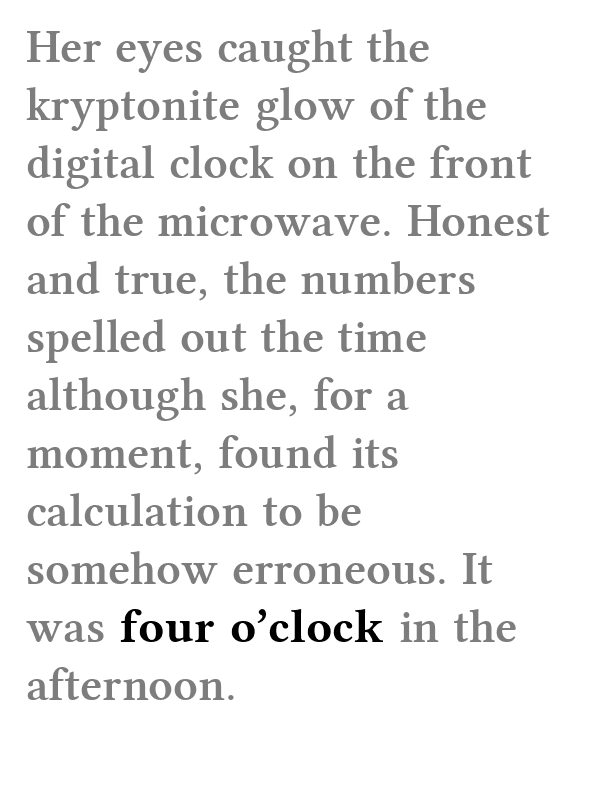 Her eyes caught the
kryptonite glow of the
digital clock on the front
of the microwave. Honest
and true, the numbers
spelled out the time
although she, for a
moment, found its
calculation to be
somehow erroneous. It
was four o’clock in the
afternoon.